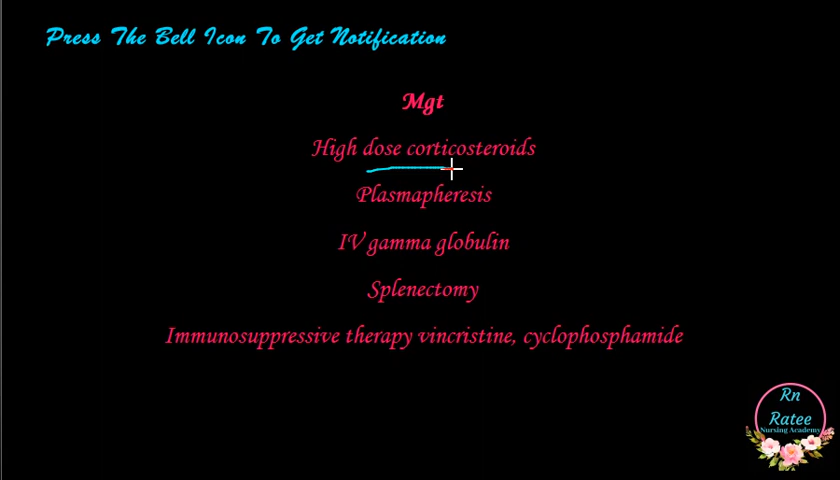 Press The Bell Icon To Get Notification
Mgt
High dose corticosteroids
Plasmapheresis
IV gamma globulin
Splenectomy
Immunosuppressive therapy vincristine, cyclophosphamide
Rn
Ratee
Nursing Academy